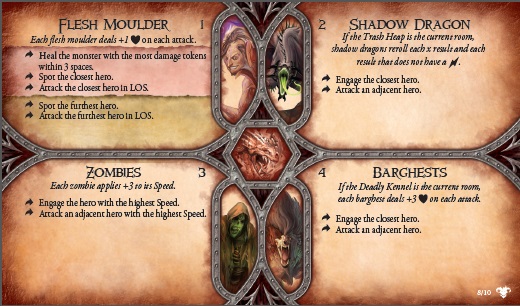 Flesh Moulder 1
Each flesh moulder deals +1 on each attack.
Heal the monster with the most damage tokens
within 3 spaces.
Spot the closest hero.
Attack the closest hero in LOS.
Spot the furthest hero.
Attack the furthest hero in LOS.
2 Shadow Dragon
If the Trash Heap is the current room,
shadow dragons reroll each x result and each
result that does not have a .
Engage the closest hero.
Attack an adjacent hero.
Zombies 3
Each zombie applies +3 to its Speed.
Engage the hero with the highest Speed.
Attack an adjacent hero with the highest Speed.
4 Barghests
If the Deadly Kennel is the current room,
each barghest deals +3 on each attack.
Engage the closest hero.
Attack an adjacent hero.
8/10